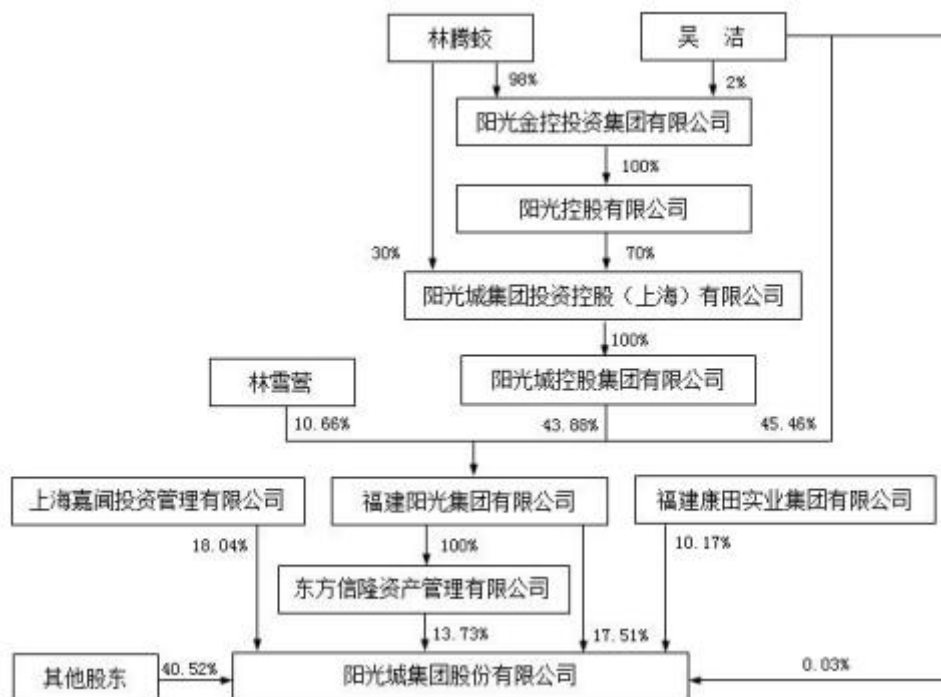 林腾蛟
吴 洁
98%
2%
阳光金控投资集团有限公司
100%
阳光控股有限公司
30%
70%
阳光城集团投资控股（上海）有限公司
100%
林雪莺
阳光城控股集团有限公司
10.66%
43.88%
45.46%
上海嘉闻投资管理有限公司
福建阳光集团有限公司
福建康田实业集团有限公司
18.04%
100%
10.17%
东方信隆资产管理有限公司
13.73%
17.51%
其他股东
40.52%
阳光城集团股份有限公司
0.03%